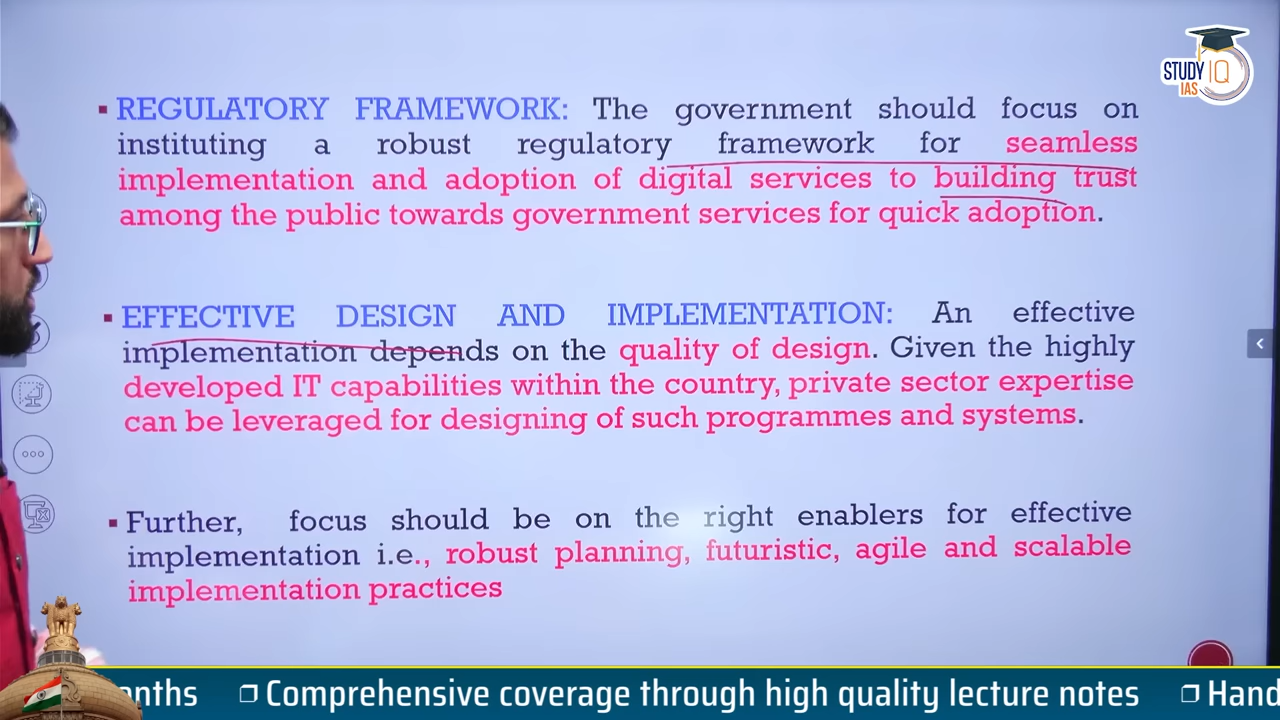 STUDY IQ
IAS
▪ REGULATORY FRAMEWORK: The government should focus on
instituting a robust regulatory framework for seamless
implementation and adoption of digital services to building trust
among the public towards government services for quick adoption.
▪ EFFECTIVE DESIGN AND IMPLEMENTATION: An effective
implementation depends on the quality of design. Given the highly
developed IT capabilities within the country, private sector expertise
can be leveraged for designing of such programmes and systems.
▪ Further, focus should be on the right enablers for effective
implementation i.e., robust planning, futuristic, agile and scalable
implementation practices
❐ Comprehensive coverage through high quality lecture notes ❐